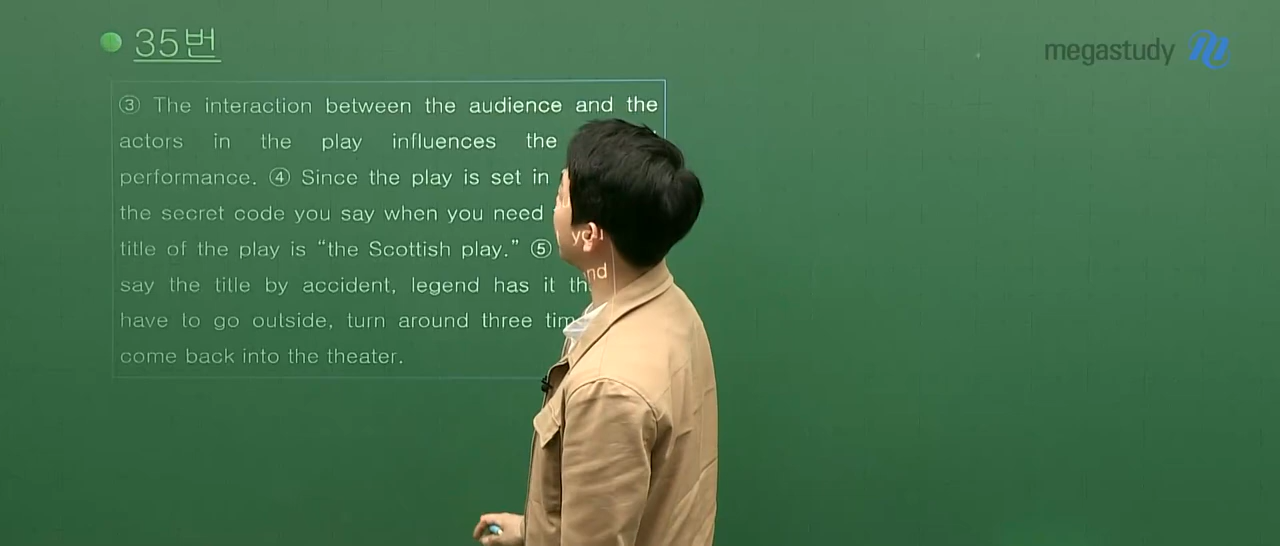 35번
megastudy
③ The interaction between the audience and the
actors in the play influences the
performance. ④ Since the play is set in
the secret code you say when you need
title of the play is “the Scottish play.” ⑤ you
say the title by accident, legend has it
have to go outside, turn around three
come back into the theater.